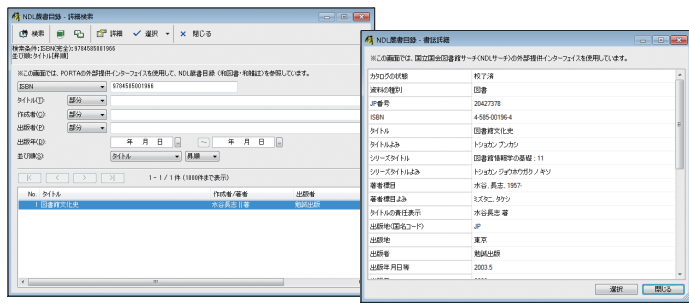 NDL蔵書目録 - 詳細検索
検索 詳細 選択 閉じる
検索条件:ISBN(完全):9784585001966
並び順:タイトル[昇順]
※この画面では、PORTAの外部提供インターフェイスを使用して、NDL蔵書目録(和図書・和雑誌)を参照しています。
ISBN 9784585001966
タイトル(T): 部分
作成者(C): 部分
出版者(P): 部分
出版年(D): 年 月 日 ～ 年 月 日
並び順(S): タイトル 昇順
1 - 1 / 1 件 (1000件まで表示)
No. タイトル 作成者/著者 出版者
1 図書館文化史 水谷長志 || 著 勉誠出版
NDL蔵書目録 - 書誌詳細
※この画面では、国立国会図書館サーチ(NDLサーチ)の外部提供インターフェイスを使用しています。
カタログの状態 校了済
資料の種別 図書
JP番号 20427378
ISBN 4-585-00196-4
タイトル 図書館文化史
タイトルよみ トショカン ブンカシ
シリーズタイトル 図書館情報学の基礎 ; 11
シリーズタイトルよみ トショカン ジョウホウガク ノ キソ
著者標目 水谷, 長志, 1957-
著者標目よみ ミズタニ, タケシ
タイトルの責任表示 水谷長志 著
出版地(国名コード) JP
出版地 東京
出版者 勉誠出版
出版年月日等 2003.5
選択 閉じる